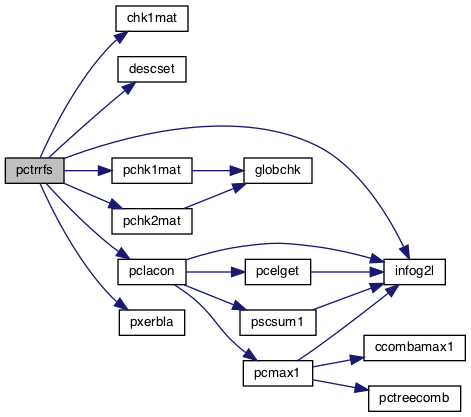 chk1mat
descset
pctrrfs
pchk1mat
globchk
pchk2mat
pclacon
pcelget
infog2l
pxerbla
pscsum1
ccombamax1
pcmax1
pctreecomb